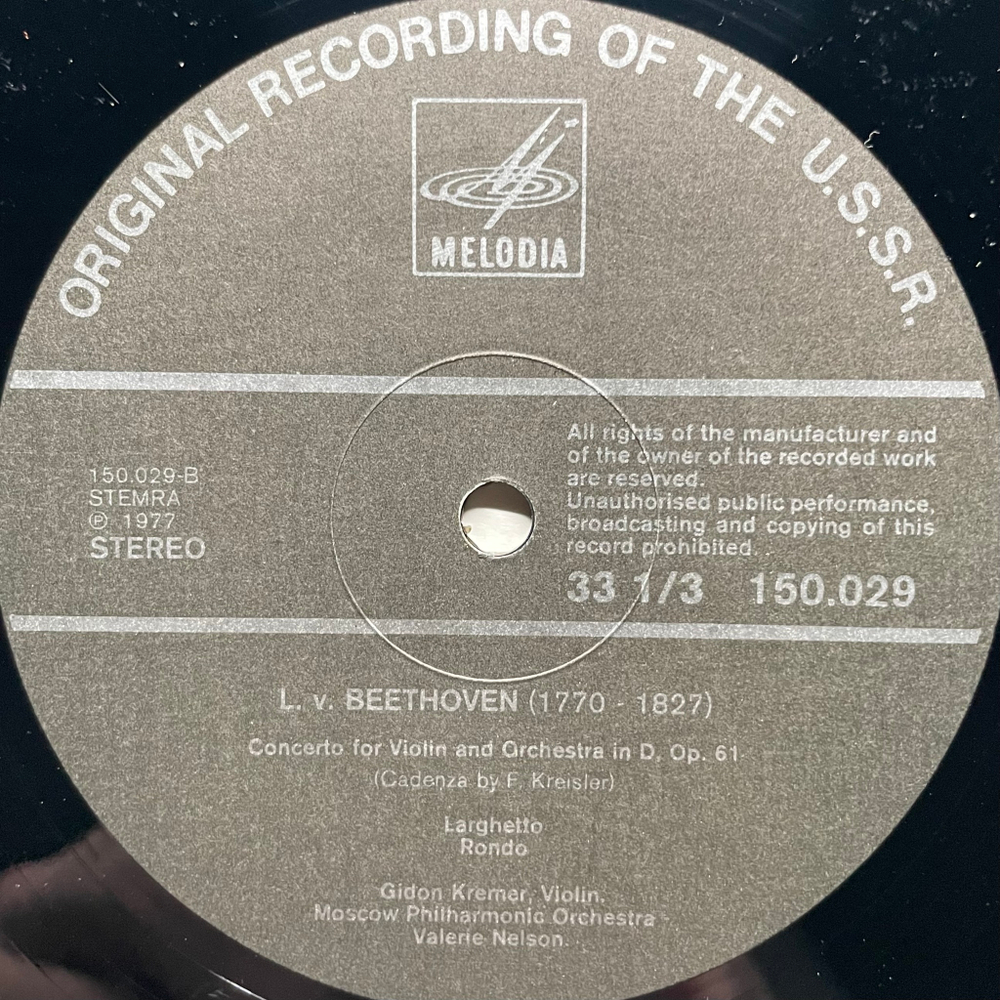 ORIGINAL RECORDING OF THE U.S.S.R.
MELODIA
150.029-B
STEMRA
℗ 1977
STEREO
All rights of the manufacturer and
of the owner of the recorded work
are reserved.
Unauthorised public performance,
broadcasting and copying of this
record prohibited.
33 1/3 150.029
L. v. BEETHOVEN (1770 - 1827)
Concerto for Violin and Orchestra in D, Op. 61
(Cadenza by F. Kreisler)
Larghetto
Rondo
Gidon Kremer, Violin.
Moscow Philharmonic Orchestra
Valerie Nelson.